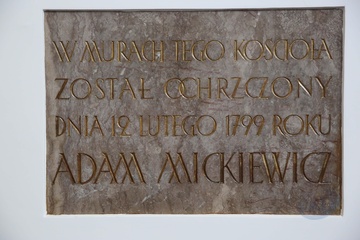 W MURACH TEGO KOŚCIOŁA
ZOSTAŁ OCHRZCZONY
DNIA 12 LUTEGO 1799 ROKU
ADAM MICKIEWICZ